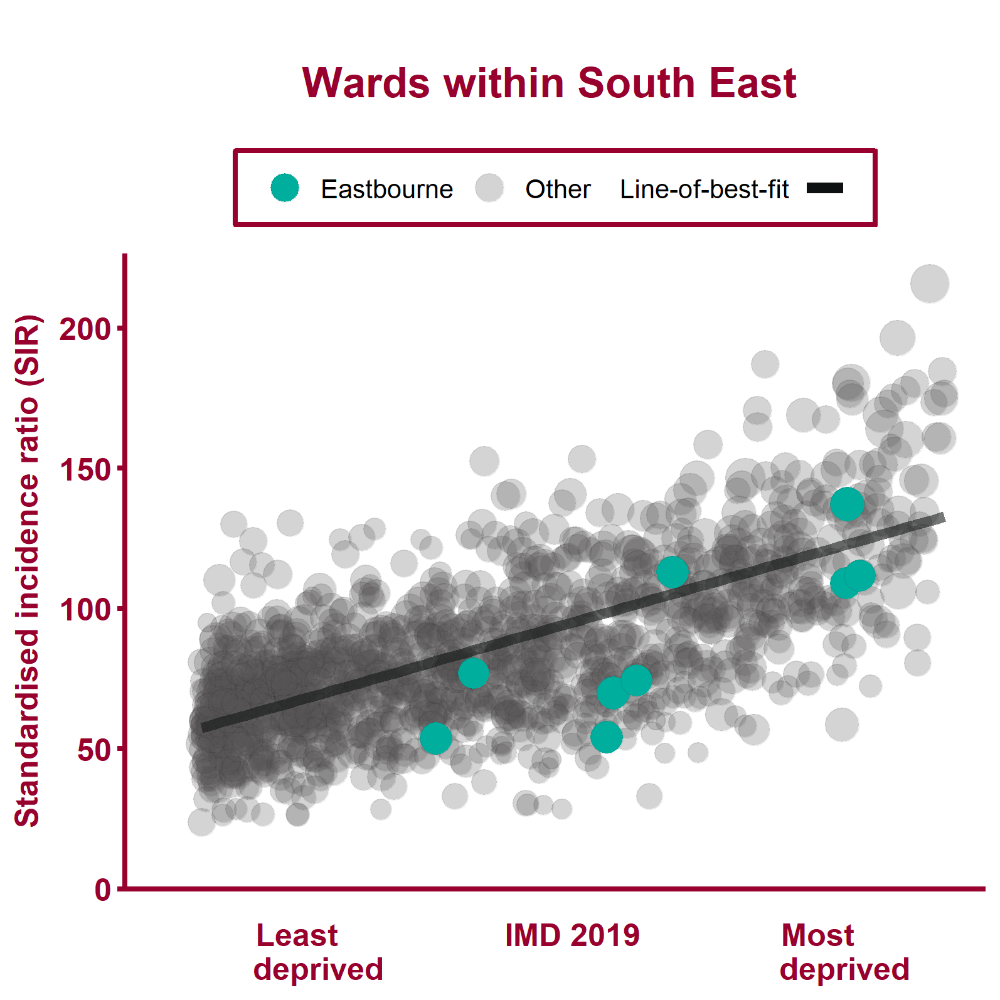 Wards within South East
Eastbourne Other Line-of-best-fit
Standardised incidence ratio (SIR)
200
150
100
50
0
Least deprived
IMD 2019
Most deprived